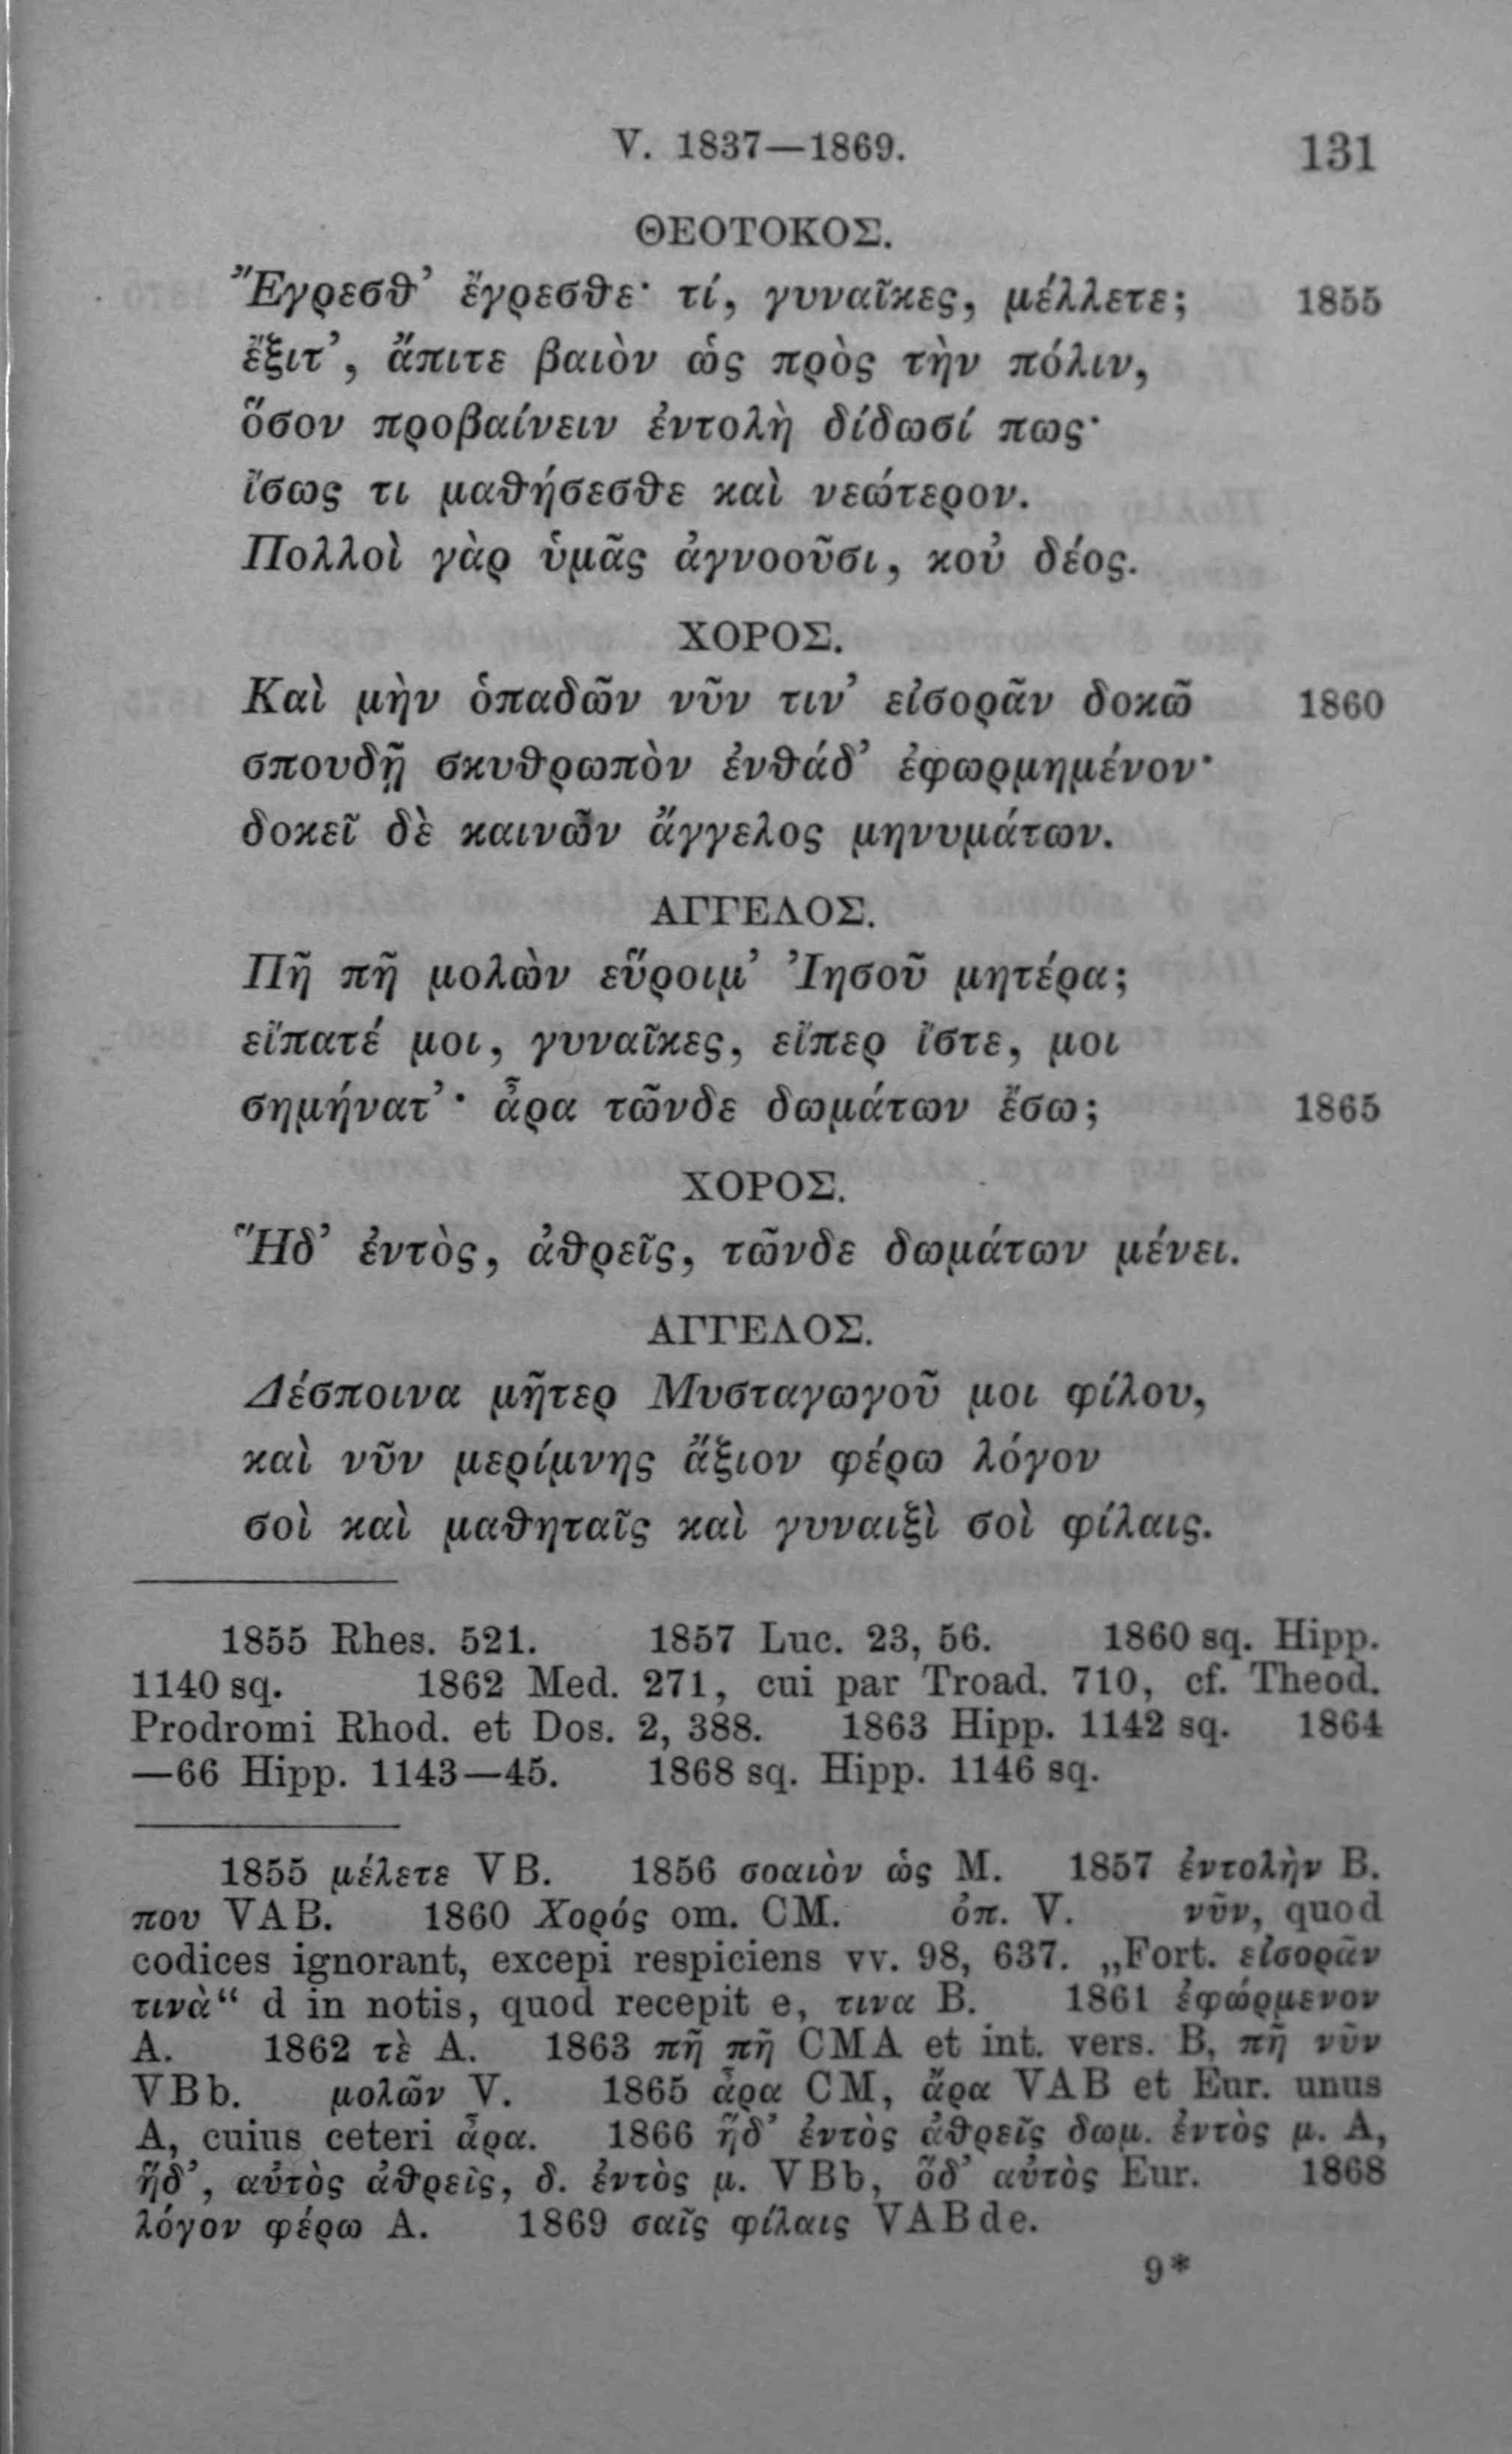 V. 1837—1869. 131
ΘΕΟΤΟΚΟΣ.
Ἔγρεσθ’ ἔγρεσθε· τί, γυναῖκες, μέλλετε; 1855
ἔξιτ’, ἄπιτε βαιὸν ὡς πρὸς τὴν πόλιν,
ὅσον προβαίνειν ἐντολὴ δίδωσί πως·
ἴσως τι μαθήσεσθε καὶ νεώτερον.
Πολλοὶ γὰρ ὑμᾶς ἀγνοοῦσι, κοὐ δέος.
ΧΟΡΟΣ.
Καὶ μὴν ὀπαδῶν νῦν τιν’ εἰσορᾶν δοκῶ 1860
σπουδῇ σκυθρωπὸν ἐνθάδ’ ἐφωρμημένον·
δοκεῖ δὲ καινῶν ἄγγελος μηνυμάτων.
ΑΓΓΕΛΟΣ.
Πῆ πῆ μολὼν εὕροιμ’ Ἰησοῦ μητέρα;
εἴπατέ μοι, γυναῖκες, εἴπερ ἴστε, μοι
σημήνατ’· ἆρα τῶνδε δωμάτων ἔσω; 1865
ΧΟΡΟΣ.
Ἥδ’ ἐντὸς, ἀθρεῖς, τῶνδε δωμάτων μένει.
ΑΓΓΕΛΟΣ.
Δέσποινα μῆτερ Μυσταγωγοῦ μοι φίλου,
καὶ νῦν μερίμνης ἄξιον φέρω λόγον
σοὶ καὶ μαθηταῖς καὶ γυναιξὶ σοὶ φίλαις.
1855 Rhes. 521. 1857 Luc. 23, 56. 1860 sq. Hipp.
1140 sq. 1862 Med. 271, cui par Troad. 710, cf. Theod.
Prodromi Rhod. et Dos. 2, 388. 1863 Hipp. 1142 sq. 1864
—66 Hipp. 1143—45. 1868 sq. Hipp. 1146 sq.
1855 μέλετε VB. 1856 σοαιὸν ὡς M. 1857 ἐντολὴν B.
που VAB. 1860 Χορός om. CM. ὀπ. V. νῦν, quod
codices ignorant, excepi respiciens vv. 98, 637. „Fort. εἰσορᾶν
τινὰ“ d in notis, quod recepit e, τινα B. 1861 ἐφώρμενον
A. 1862 τὲ A. 1863 πῆ πῆ CMA et int. vers. B, πῆ νῦν
VBb. μολῶν V. 1865 ἆρα CM, ἄρα VAB et Eur. unus
A, cuius ceteri ἆρα. 1866 ἥδ’ ἐντὸς ἀθρεῖς δωμ. ἐντὸς μ. A,
ἥδ’, αὐτὸς ἀθρεὶς, δ. ἐντὸς μ. VBb, ὅδ’ αὐτὸς Eur. 1868
λόγον φέρω A. 1869 σαῖς φίλαις VABde.
9*